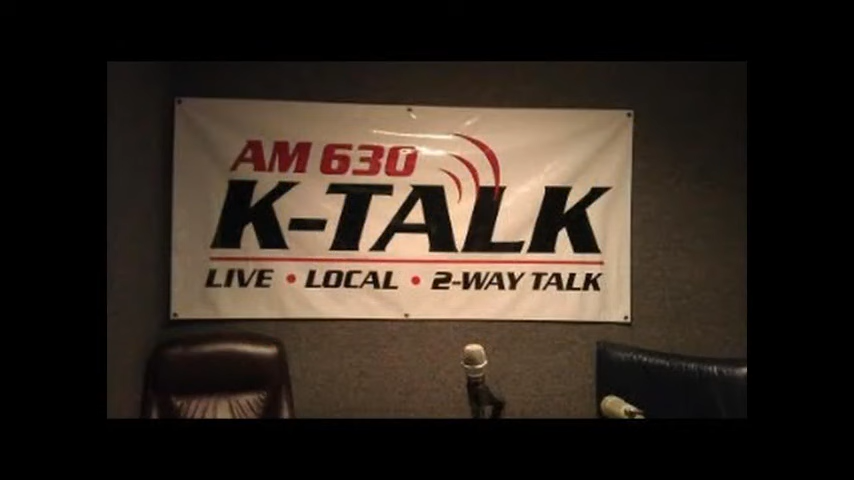 AM 630
K-TALK
LIVE • LOCAL • 2-WAY TALK